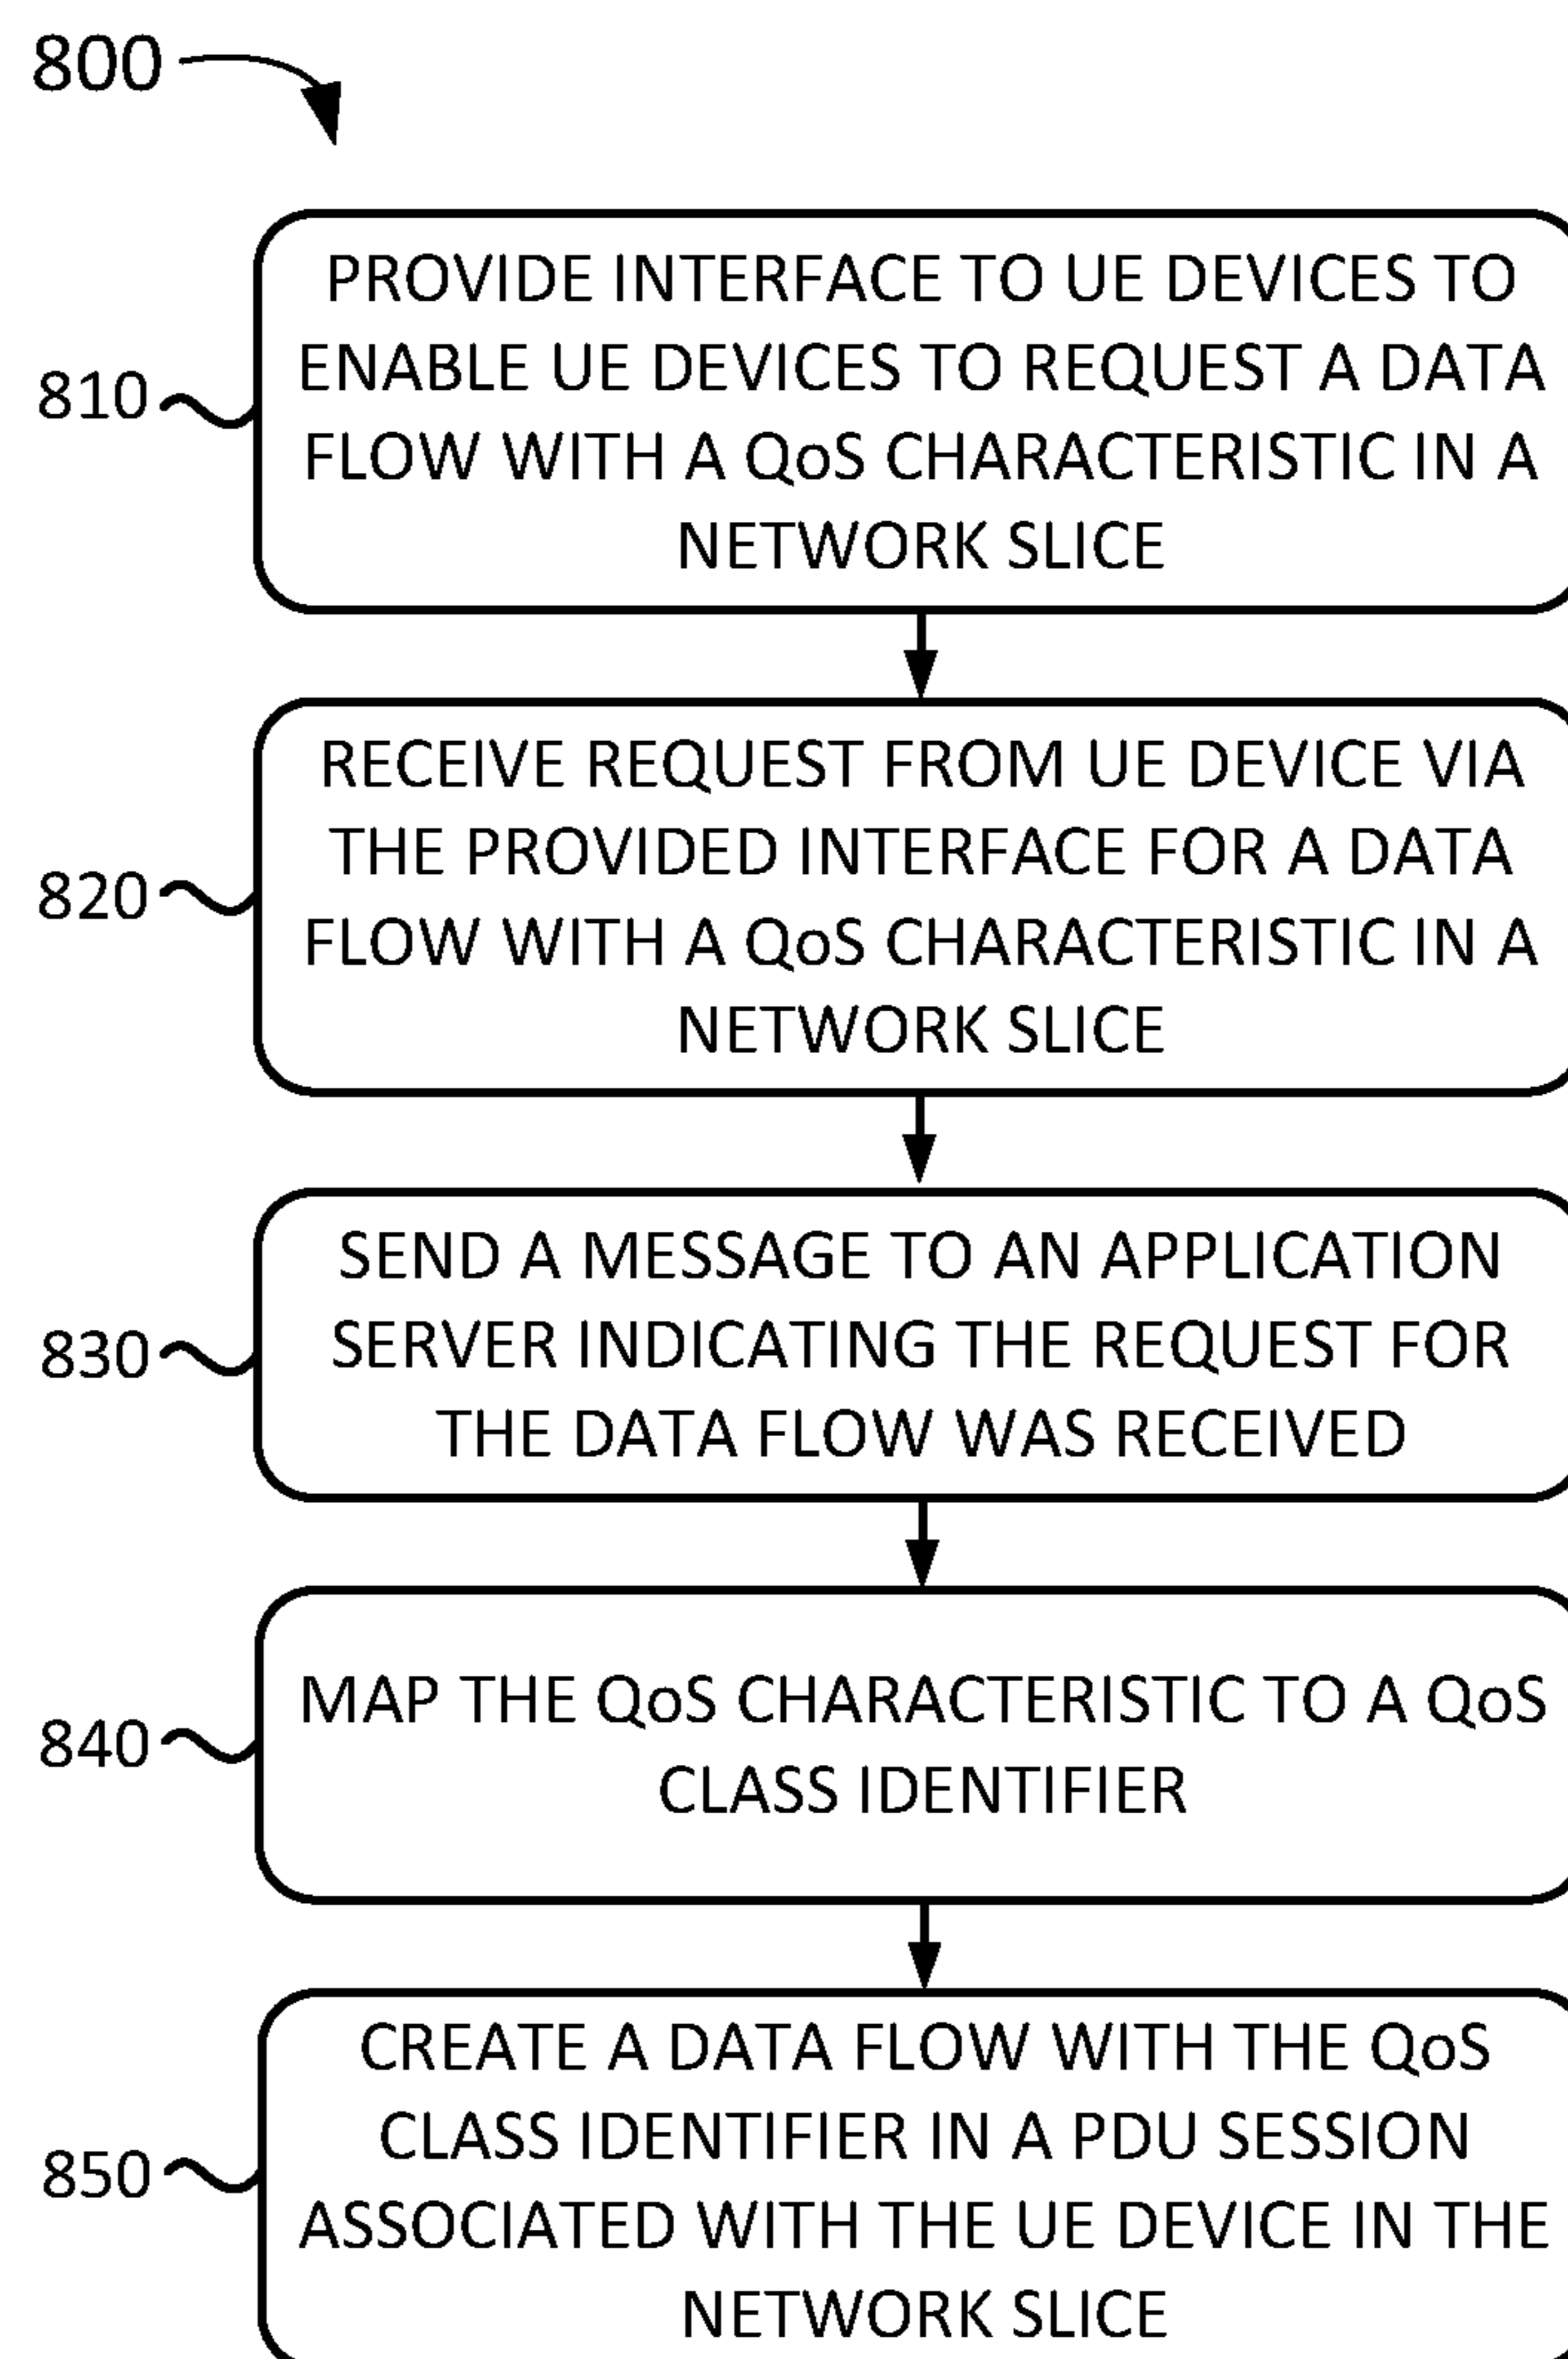 800
PROVIDE INTERFACE TO UE DEVICES TO
ENABLE UE DEVICES TO REQUEST A DATA
FLOW WITH A QoS CHARACTERISTIC IN A
NETWORK SLICE
810
RECEIVE REQUEST FROM UE DEVICE VIA
THE PROVIDED INTERFACE FOR A DATA
FLOW WITH A QoS CHARACTERISTIC IN A
NETWORK SLICE
820
SEND A MESSAGE TO AN APPLICATION
SERVER INDICATING THE REQUEST FOR
THE DATA FLOW WAS RECEIVED
830
MAP THE QoS CHARACTERISTIC TO A QoS
CLASS IDENTIFIER
840
CREATE A DATA FLOW WITH THE QoS
CLASS IDENTIFIER IN A PDU SESSION
ASSOCIATED WITH THE UE DEVICE IN THE
NETWORK SLICE
850